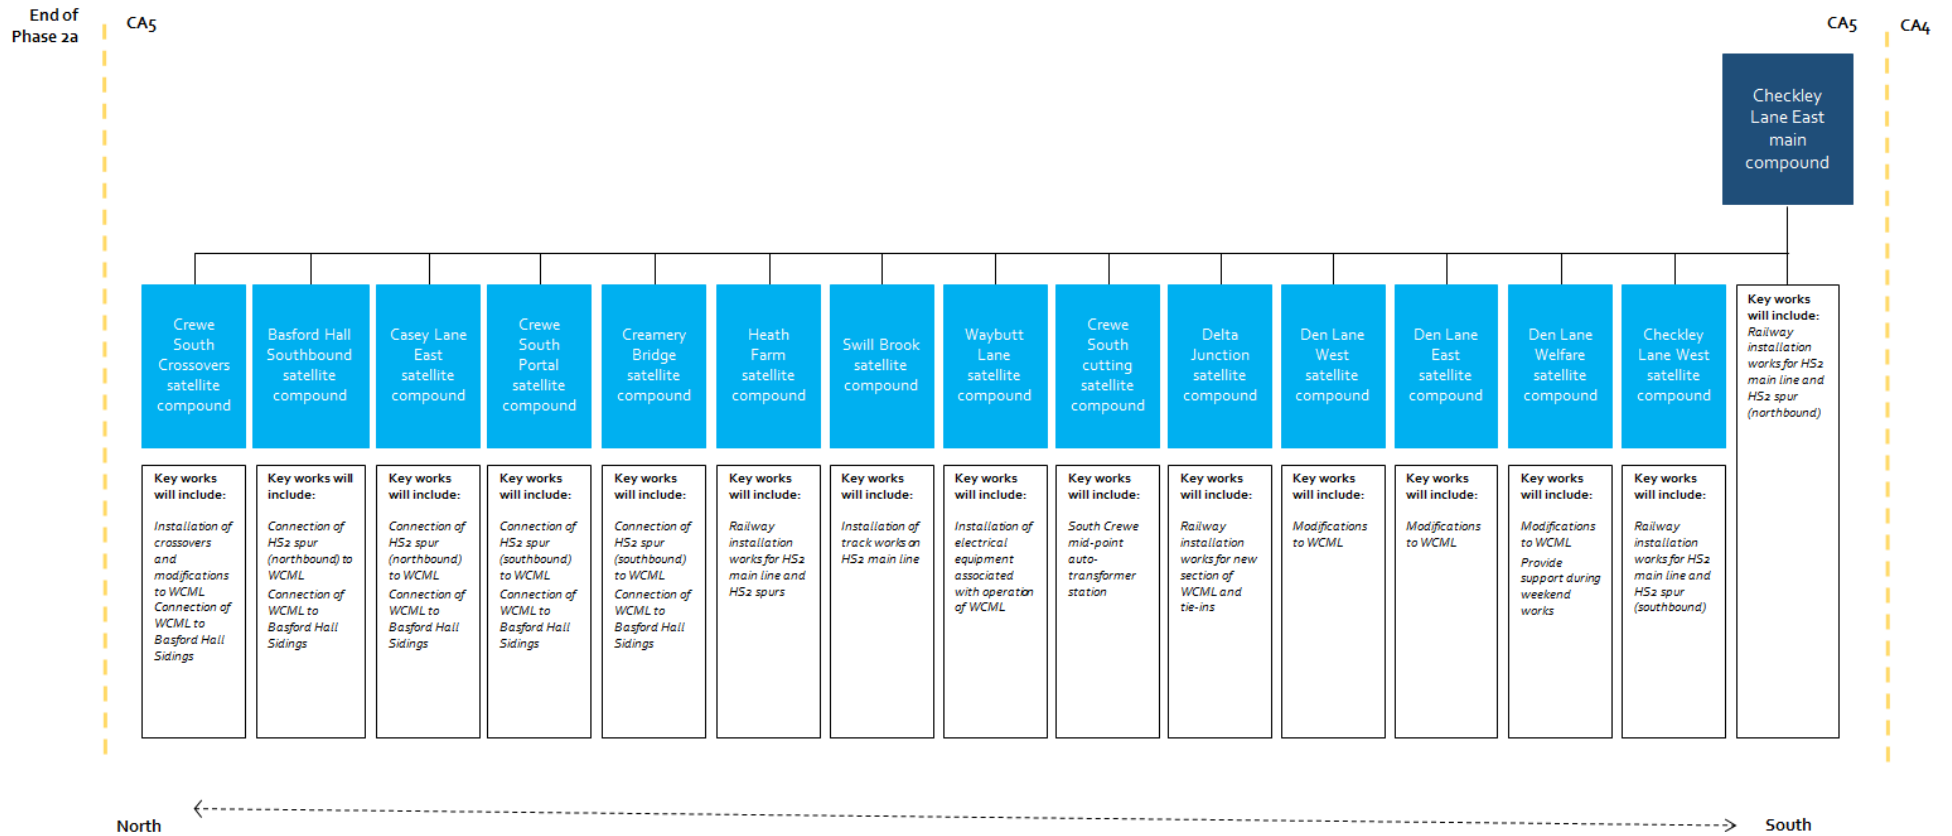 End of
Phase 2a
CA5
CA5
CA4
Checkley
Lane East
main
compound
Crewe
South
Crossovers
satellite
compound
Basford Hall
Southbound
satellite
compound
Casey Lane
East
satellite
compound
Crewe
South
Portal
satellite
compound
Creamery
Bridge
satellite
compound
Heath
Farm
satellite
compound
Swill Brook
satellite
compound
Waybutt
Lane
satellite
compound
Crewe
South
cutting
satellite
compound
Delta
Junction
satellite
compound
Den Lane
West
satellite
compound
Den Lane
East
satellite
compound
Den Lane
Welfare
satellite
compound
Checkley
Lane West
satellite
compound
Key works
will include:
Railway
installation
works for HS2
main line and
HS2 spur
(northbound)
Key works
will include:
Installation of
crossovers
and
modifications
to WCML
Connection of
WCML to
Basford Hall
Sidings
Key works will
include:
Connection of
HS2 spur
(northbound) to
WCML
Connection of
WCML to
Basford Hall
Sidings
Key works
will include:
Connection of
HS2 spur
(northbound)
to WCML
Connection of
WCML to
Basford Hall
Sidings
Key works
will include:
Connection of
HS2 spur
(southbound)
to WCML
Connection of
WCML to
Basford Hall
Sidings
Key works
will include:
Connection of
HS2 spur
(southbound)
to WCML
Connection of
WCML to
Basford Hall
Sidings
Key works
will include:
Railway
installation
works for HS2
main line and
HS2 spurs
Key works
will include:
Installation of
track works on
HS2 main line
Key works
will include:
Installation of
electrical
equipment
associated
with operation
of WCML
Key works
will include:
South Crewe
mid-point
auto-
transformer
station
Key works
will include:
Railway
installation
works for new
section of
WCML and
tie-ins
Key works
will include:
Modifications
to WCML
Key works
will include:
Modifications
to WCML
Key works
will include:
Modifications
to WCML
Provide
support during
weekend
works
Key works
will include:
Railway
installation
works for HS2
main line and
HS2 spur
(southbound)
North
South